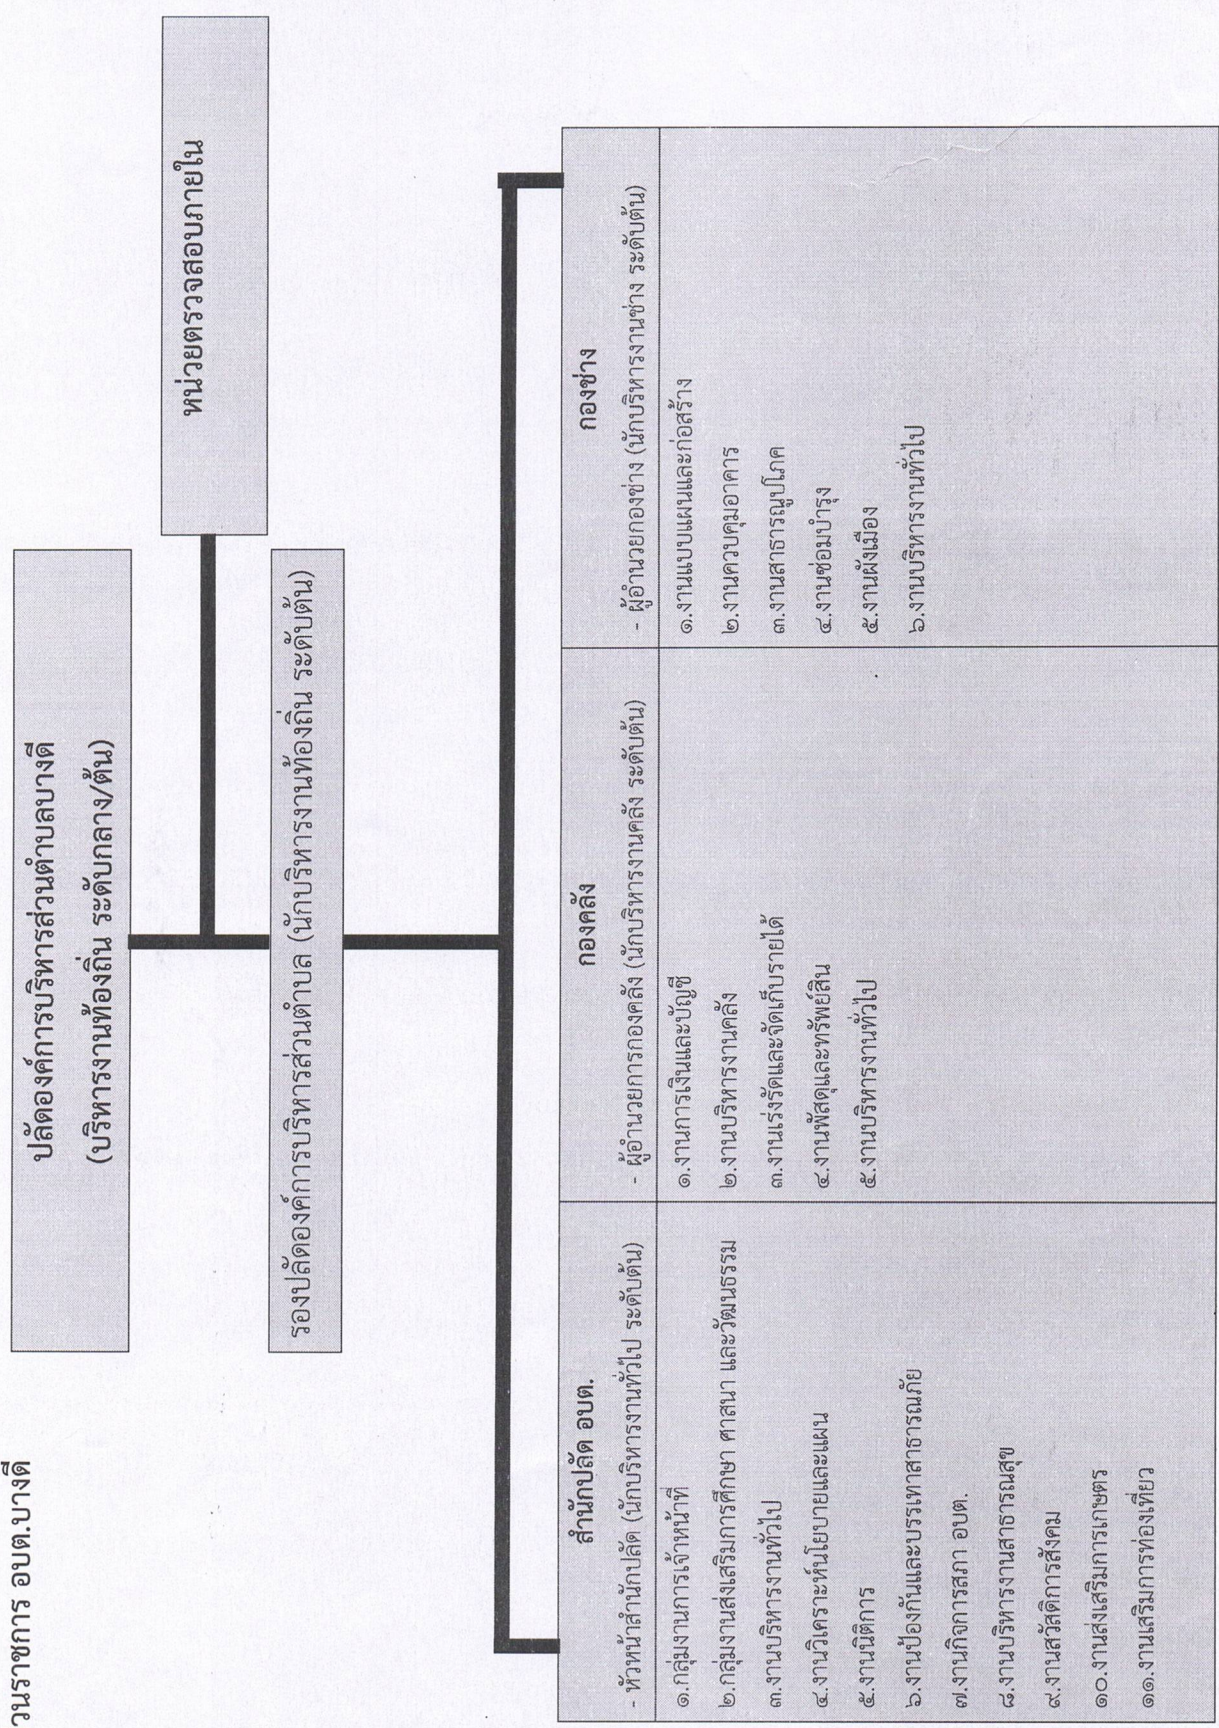 วนราชการ อบต.บางดี
ปลัดองค์การบริหารส่วนตำบลบางดี
(บริหารงานท้องถิ่น ระดับกลาง/ต้น)
หน่วยตรวจสอบภายใน
รองปลัดองค์การบริหารส่วนตำบล (นักบริหารงานท้องถิ่น ระดับต้น)
สำนักปลัด อบต.
- หัวหน้าสำนักปลัด (นักบริหารงานทั่วไป ระดับต้น)
๑.กลุ่มงานการเจ้าหน้าที่
๒.กลุ่มงานส่งเสริมการศึกษา ศาสนา และวัฒนธรรม
๓.งานบริหารงานทั่วไป
๔.งานวิเคราะห์นโยบายและแผน
๕.งานนิติการ
๖.งานป้องกันและบรรเทาสาธารณภัย
๗.งานกิจการสภา อบต.
๘.งานบริหารงานสาธารณสุข
๙.งานสวัสดิการสังคม
๑๐.งานส่งเสริมการเกษตร
๑๑.งานเสริมการท่องเที่ยว
กองคลัง
- ผู้อำนวยการกองคลัง (นักบริหารงานคลัง ระดับต้น)
๑.งานการเงินและบัญชี
๒.งานบริหารงานคลัง
๓.งานเร่งรัดและจัดเก็บรายได้
๔.งานพัสดุและทรัพย์สิน
๕.งานบริหารงานทั่วไป
กองช่าง
- ผู้อำนวยกองช่าง (นักบริหารงานช่าง ระดับต้น)
๑.งานแบบแผนและก่อสร้าง
๒.งานควบคุมอาคาร
๓.งานสาธารณูปโภค
๔.งานซ่อมบำรุง
๕.งานผังเมือง
๖.งานบริหารงานทั่วไป